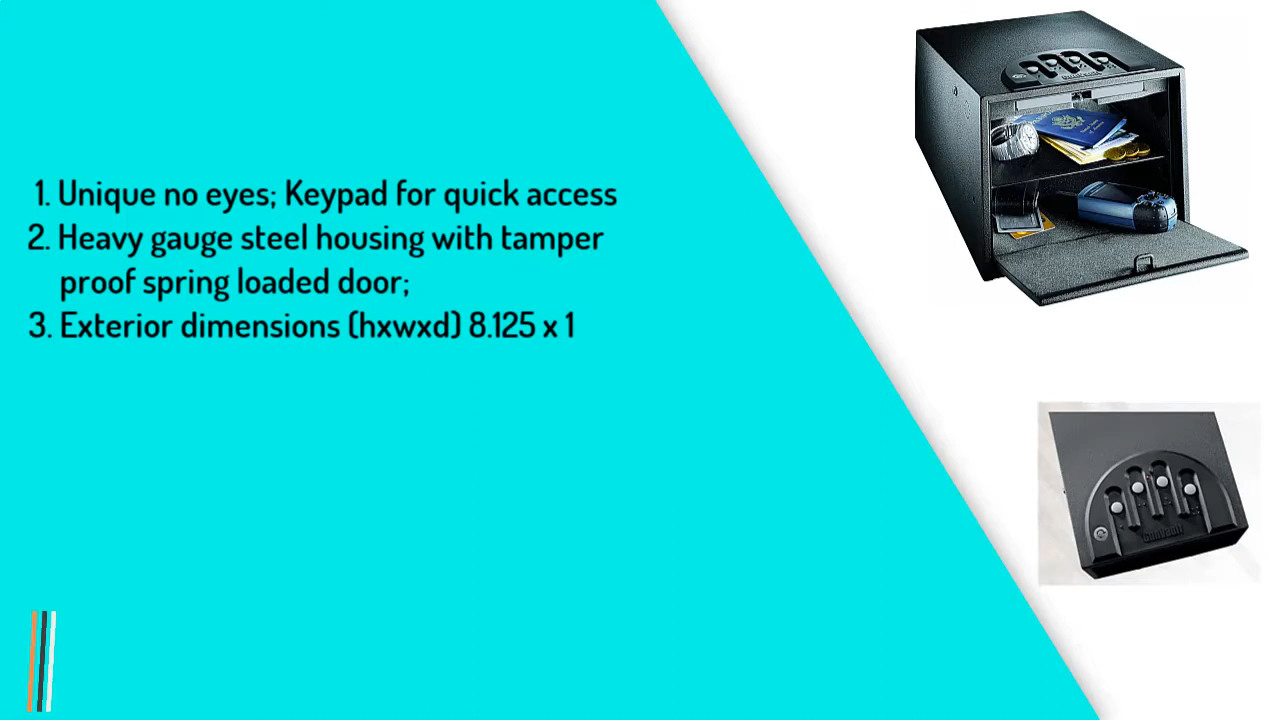 1. Unique no eyes; Keypad for quick access
2. Heavy gauge steel housing with tamper
proof spring loaded door;
3. Exterior dimensions (hxwxd) 8.125 x 1
GunVault